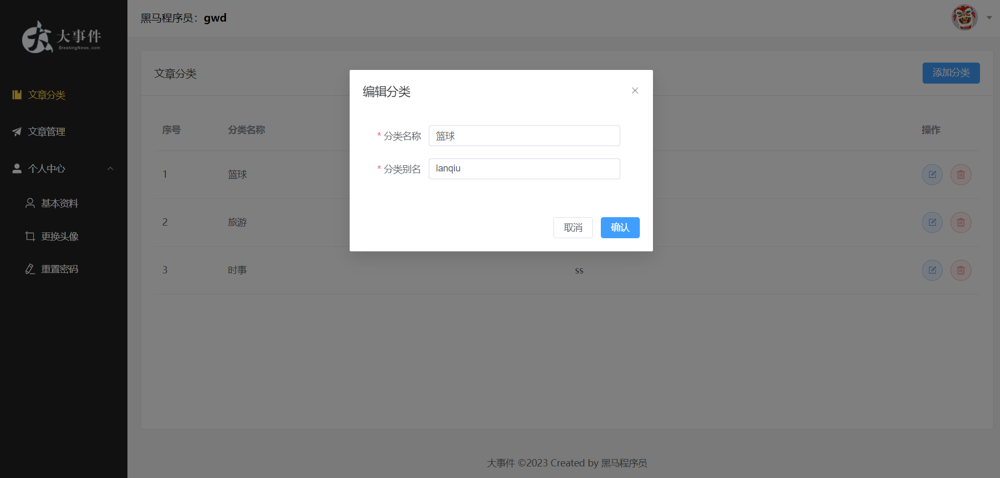 大事件
BreakingNews.com
文章分类
文章管理
个人中心
基本资料
更换头像
重置密码
黑马程序员：gwd
文章分类
添加分类
序号 分类名称 操作
1 篮球
2 旅游
3 时事 ss
编辑分类
* 分类名称 篮球
* 分类别名 lanqiu
取消 确认
大事件 ©2023 Created by 黑马程序员